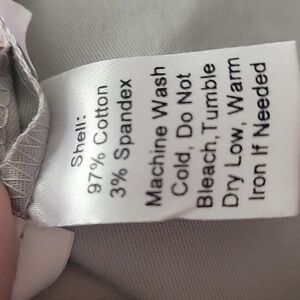 Shell:
97% Cotton
3% Spandex
Machine Wash
Cold, Do Not
Bleach,Tumble
Dry Low, Warm
Iron If Needed